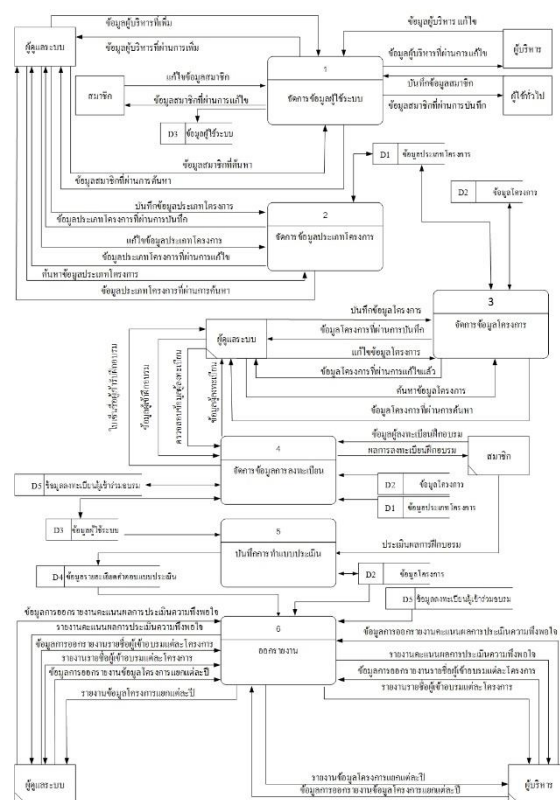 ข้อมูลผู้บริหารที่เพิ่ม
ข้อมูลผู้บริหาร แก้ไข
ผู้ดูแลระบบ
ข้อมูลผู้บริหารที่ผ่านการเพิ่ม
ข้อมูลผู้บริหารที่ผ่านการแก้ไข
ผู้บริหาร
1
จัดการข้อมูลผู้ใช้ระบบ
แก้ไขข้อมูลสมาชิก
สมาชิก
ข้อมูลสมาชิกที่ผ่านการแก้ไข
บันทึกข้อมูลสมาชิก
ข้อมูลสมาชิกที่ผ่านการบันทึก
ผู้ใช้ทั่วไป
D3 ข้อมูลผู้ใช้ระบบ
ข้อมูลสมาชิกที่ค้นหา
ข้อมูลสมาชิกที่ผ่านการค้นหา
D1 ข้อมูลประเภทโครงการ
D2 ข้อมูลโครงการ
บันทึกข้อมูลประเภทโครงการ
ข้อมูลประเภทโครงการที่ผ่านการบันทึก
แก้ไขข้อมูลประเภทโครงการ
ข้อมูลประเภทโครงการที่ผ่านการแก้ไข
ค้นหาข้อมูลประเภทโครงการ
ข้อมูลประเภทโครงการที่ผ่านการค้นหา
2
จัดการข้อมูลประเภทโครงการ
3
จัดการข้อมูลโครงการ
บันทึกข้อมูลโครงการ
ข้อมูลโครงการที่ผ่านการบันทึก
ผู้ดูแลระบบ
แก้ไขข้อมูลโครงการ
ข้อมูลโครงการที่ผ่านการแก้ไขแล้ว
ค้นหาข้อมูลโครงการ
ข้อมูลโครงการที่ผ่านการค้นหา
ข้อมูลผู้เข้าฝึกอบรม
ตรวจสอบข้อมูลผู้ลงทะเบียน
ข้อมูลผู้ลงทะเบียน
4
จัดการข้อมูลการลงทะเบียน
ข้อมูลผู้ลงทะเบียนฝึกอบรม
ผลการลงทะเบียนฝึกอบรม
สมาชิก
D5 ข้อมูลลงทะเบียนผู้เข้าร่วมอบรม
D2 ข้อมูลโครงการ
D1 ข้อมูลประเภทโครงการ
D3 ข้อมูลผู้ใช้ระบบ
5
บันทึกการทำแบบประเมิน
ประเมินผลการฝึกอบรม
D4 ข้อมูลรายละเอียดคำตอบแบบประเมิน
D2 ข้อมูลโครงการ
D5 ข้อมูลลงทะเบียนผู้เข้าร่วมอบรม
6
ออกรายงาน
ข้อมูลการออกรายงานคะแนนผลการประเมินความพึงพอใจ
รายงานคะแนนผลการประเมินความพึงพอใจ
ข้อมูลการออกรายงานรายชื่อผู้เข้าอบรมแต่ละโครงการ
รายงานรายชื่อผู้เข้าอบรมแต่ละโครงการ
ข้อมูลการออกรายงานข้อมูลโครงการแยกแต่ละปี
รายงานข้อมูลโครงการแยกแต่ละปี
ข้อมูลการออกรายงานคะแนนผลการประเมินความพึงพอใจ
รายงานคะแนนผลการประเมินความพึงพอใจ
ข้อมูลการออกรายงานรายชื่อผู้เข้าอบรมแต่ละโครงการ
รายงานรายชื่อผู้เข้าอบรมแต่ละโครงการ
รายงานข้อมูลโครงการแยกแต่ละปี
ข้อมูลการออกรายงานข้อมูลโครงการแยกแต่ละปี
ผู้ดูแลระบบ
ผู้บริหาร